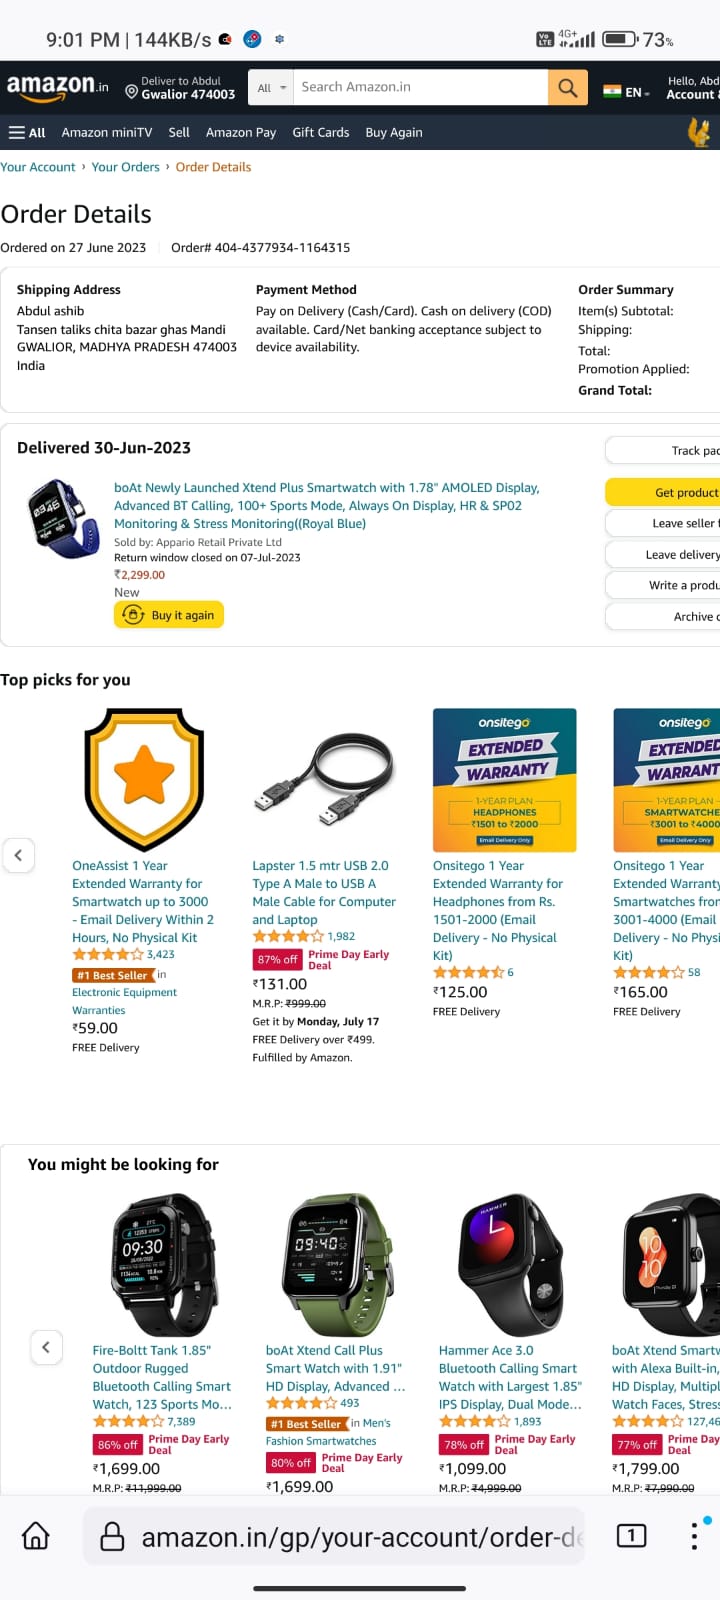 9:01 PM | 144KB/s
Vo LTE 4G+ 73%
amazon.in
Deliver to Abdul
Gwalior 474003
All
Search Amazon.in
EN
Hello, Abd
Account &
All Amazon miniTV Sell Amazon Pay Gift Cards Buy Again
Your Account › Your Orders › Order Details
Order Details
Ordered on 27 June 2023 | Order# 404-4377934-1164315
Shipping Address
Abdul ashib
Tansen taliks chita bazar ghas Mandi
GWALIOR, MADHYA PRADESH 474003
India
Payment Method
Pay on Delivery (Cash/Card). Cash on delivery (COD)
available. Card/Net banking acceptance subject to
device availability.
Order Summary
Item(s) Subtotal:
Shipping:
Total:
Promotion Applied:
Grand Total:
Delivered 30-Jun-2023
boAt Newly Launched Xtend Plus Smartwatch with 1.78" AMOLED Display,
Advanced BT Calling, 100+ Sports Mode, Always On Display, HR & SP02
Monitoring & Stress Monitoring((Royal Blue)
Sold by: Appario Retail Private Ltd
Return window closed on 07-Jul-2023
₹2,299.00
New
Buy it again
Track pac
Get product
Leave seller f
Leave delivery
Write a produ
Archive o
Top picks for you
OneAssist 1 Year
Extended Warranty for
Smartwatch up to 3000
- Email Delivery Within 2
Hours, No Physical Kit
3,423
#1 Best Seller in
Electronic Equipment
Warranties
₹59.00
FREE Delivery
Lapster 1.5 mtr USB 2.0
Type A Male to USB A
Male Cable for Computer
and Laptop
1,982
87% off Prime Day Early
Deal
₹131.00
M.R.P: ₹999.00
Get it by Monday, July 17
FREE Delivery over ₹499.
Fulfilled by Amazon.
onsitego
EXTENDED
WARRANTY
1-YEAR PLAN
HEADPHONES
₹1501 to ₹2000
Email Delivery Only
Onsitego 1 Year
Extended Warranty for
Headphones from Rs.
1501-2000 (Email
Delivery - No Physical
Kit)
6
₹125.00
FREE Delivery
onsitego
EXTENDED
WARRANT
1-YEAR PLAN
SMARTWATCHE
₹3001 to ₹4000
Email Delivery Only
Onsitego 1 Year
Extended Warranty
Smartwatches from
3001-4000 (Email
Delivery - No Physi
Kit)
58
₹165.00
FREE Delivery
You might be looking for
09:30
Fire-Boltt Tank 1.85"
Outdoor Rugged
Bluetooth Calling Smart
Watch, 123 Sports Mo...
7,389
86% off Prime Day Early
Deal
₹1,699.00
M.R.P: ₹11,999.00
09:40
boAt Xtend Call Plus
Smart Watch with 1.91"
HD Display, Advanced ...
493
#1 Best Seller in Men's
Fashion Smartwatches
80% off Prime Day Early
Deal
₹1,699.00
HAMMER
Hammer Ace 3.0
Bluetooth Calling Smart
Watch with Largest 1.85"
IPS Display, Dual Mode...
1,893
78% off Prime Day Early
Deal
₹1,099.00
M.R.P: ₹4,999.00
10
10
boAt Xtend Smartw
with Alexa Built-in,
HD Display, Multipl
Watch Faces, Stress
127,46
77% off Prime Day
Deal
₹1,799.00
M.R.P: ₹7,990.00
amazon.in/gp/your-account/order-de
1